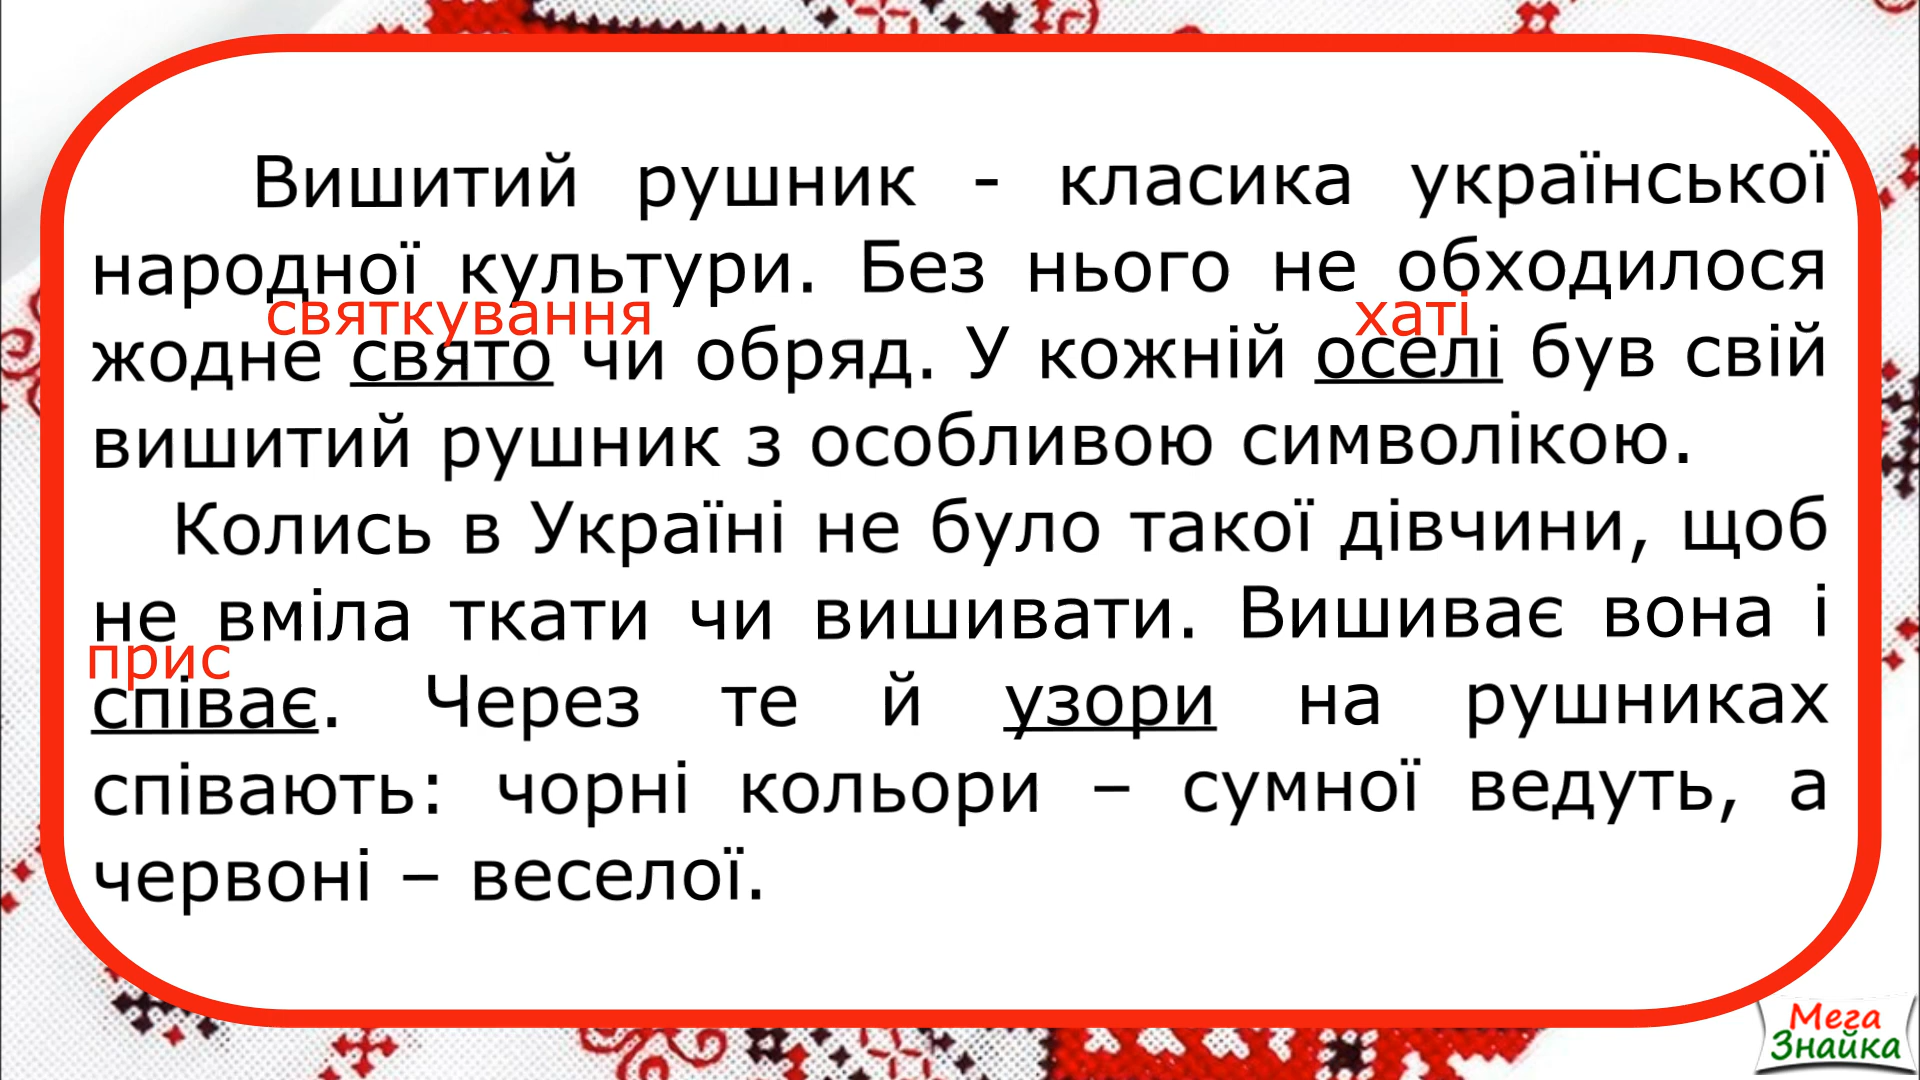 Вишитий рушник - класика української
народної культури. Без нього не обходилося
святкування хаті
жодне свято чи обряд. У кожній оселі був свій
вишитий рушник з особливою символікою.
Колись в Україні не було такої дівчини, щоб
не вміла ткати чи вишивати. Вишиває вона і
прис
співає. Через те й узори на рушниках
співають: чорні кольори – сумної ведуть, а
червоні – веселої.
Мега
Знайка